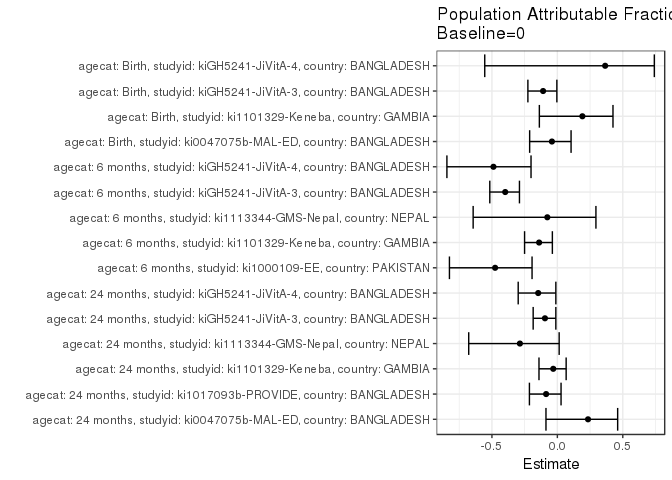 Population Attributable Fractic
Baseline=0
agecat: Birth, studyid: kiGH5241-JiVitA-4, country: BANGLADESH
agecat: Birth, studyid: kiGH5241-JiVitA-3, country: BANGLADESH
agecat: Birth, studyid: ki1101329-Keneba, country: GAMBIA
agecat: Birth, studyid: ki0047075b-MAL-ED, country: BANGLADESH
agecat: 6 months, studyid: kiGH5241-JiVitA-4, country: BANGLADESH
agecat: 6 months, studyid: kiGH5241-JiVitA-3, country: BANGLADESH
agecat: 6 months, studyid: ki1113344-GMS-Nepal, country: NEPAL
agecat: 6 months, studyid: ki1101329-Keneba, country: GAMBIA
agecat: 6 months, studyid: ki1000109-EE, country: PAKISTAN
agecat: 24 months, studyid: kiGH5241-JiVitA-4, country: BANGLADESH
agecat: 24 months, studyid: kiGH5241-JiVitA-3, country: BANGLADESH
agecat: 24 months, studyid: ki1113344-GMS-Nepal, country: NEPAL
agecat: 24 months, studyid: ki1101329-Keneba, country: GAMBIA
agecat: 24 months, studyid: ki1017093b-PROVIDE, country: BANGLADESH
agecat: 24 months, studyid: ki0047075b-MAL-ED, country: BANGLADESH
-0.5 0.0 0.5
Estimate